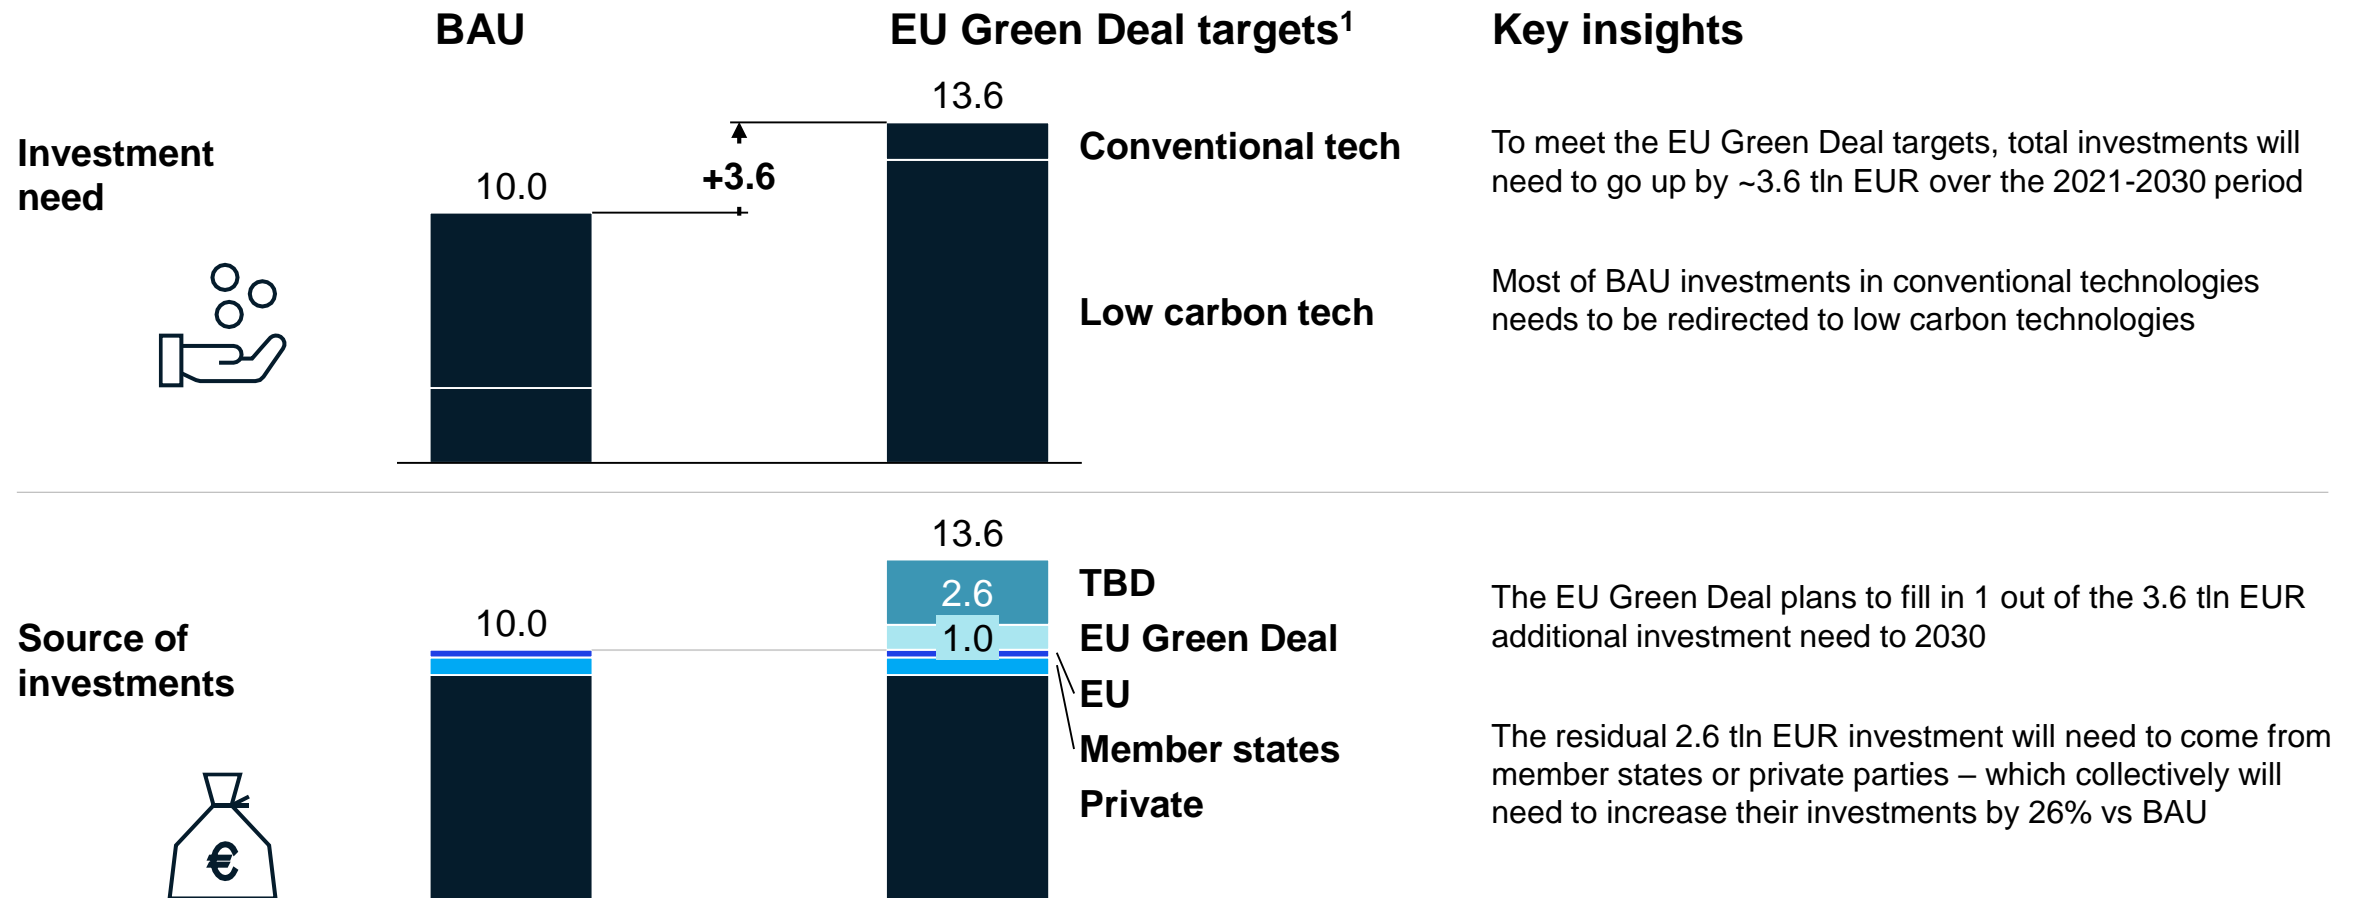 BAU
EU Green Deal targets¹
Key insights
Investment
need
10.0
+3.6
13.6
Conventional tech
Low carbon tech
To meet the EU Green Deal targets, total investments will
need to go up by ~3.6 tln EUR over the 2021-2030 period
Most of BAU investments in conventional technologies
needs to be redirected to low carbon technologies
Source of
investments
€
10.0
13.6
2.6
1.0
TBD
EU Green Deal
EU
Member states
Private
The EU Green Deal plans to fill in 1 out of the 3.6 tln EUR
additional investment need to 2030
The residual 2.6 tln EUR investment will need to come from
member states or private parties – which collectively will
need to increase their investments by 26% vs BAU